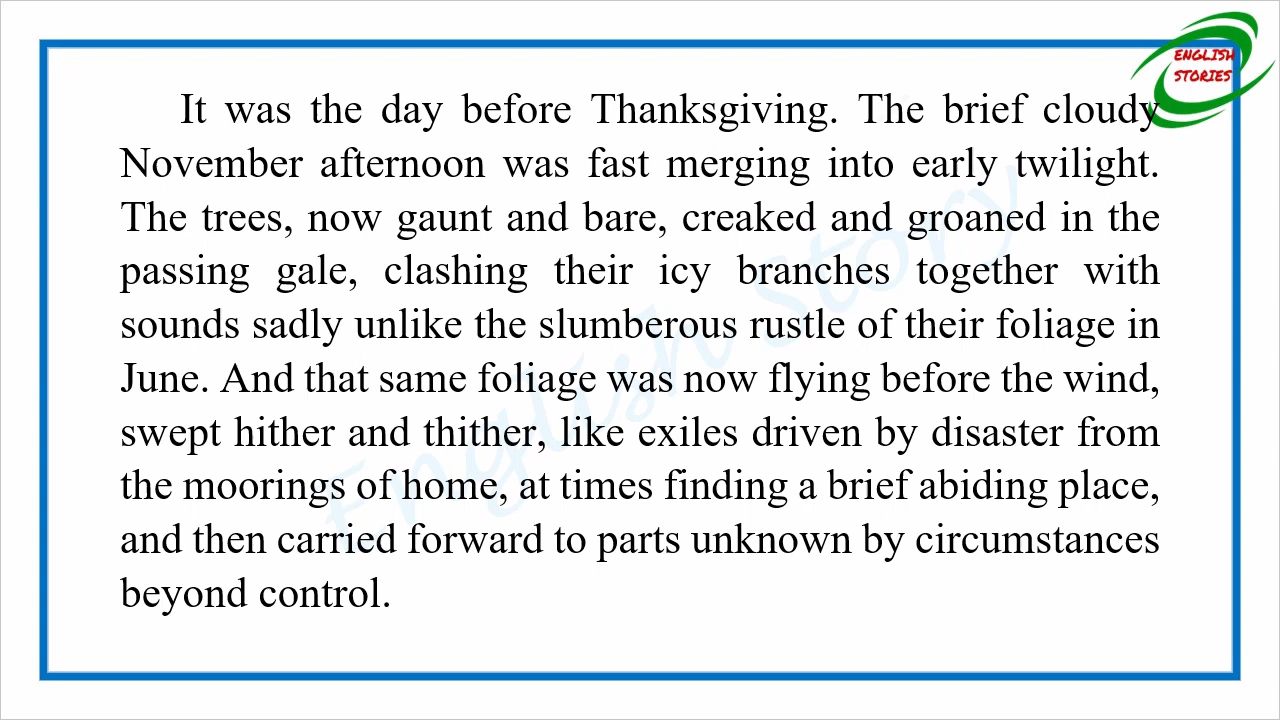 ENGLISH
STORIES
It was the day before Thanksgiving. The brief cloudy
November afternoon was fast merging into early twilight.
The trees, now gaunt and bare, creaked and groaned in the
passing gale, clashing their icy branches together with
sounds sadly unlike the slumberous rustle of their foliage in
June. And that same foliage was now flying before the wind,
swept hither and thither, like exiles driven by disaster from
the moorings of home, at times finding a brief abiding place,
and then carried forward to parts unknown by circumstances
beyond control.
English Story